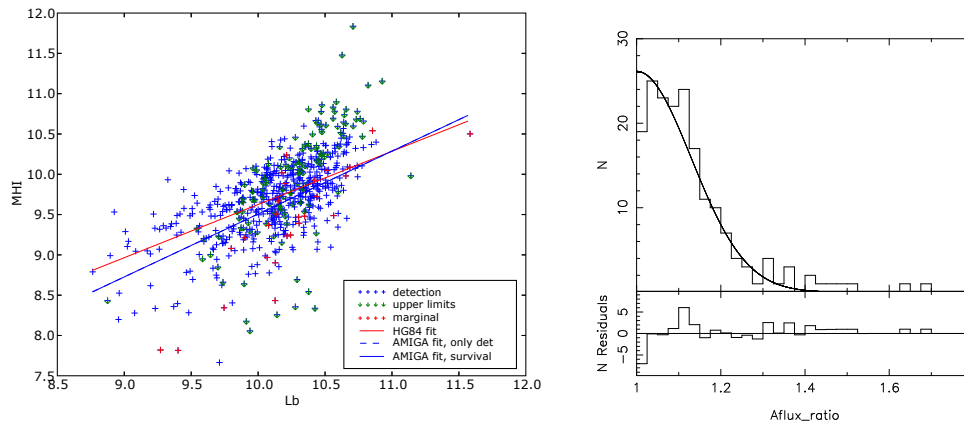 12.0
11.5
11.0
10.5
10.0
9.5
9.0
8.5
8.0
7.5
MHI
8.5 9.0 9.5 10.0 10.5 11.0 11.5 12.0
Lb
detection
upper limits
marginal
HG84 fit
AMIGA fit, only det
AMIGA fit, survival
30
20
10
N
5
0
−5
N Residuals
1 1.2 1.4 1.6
Aflux_ratio